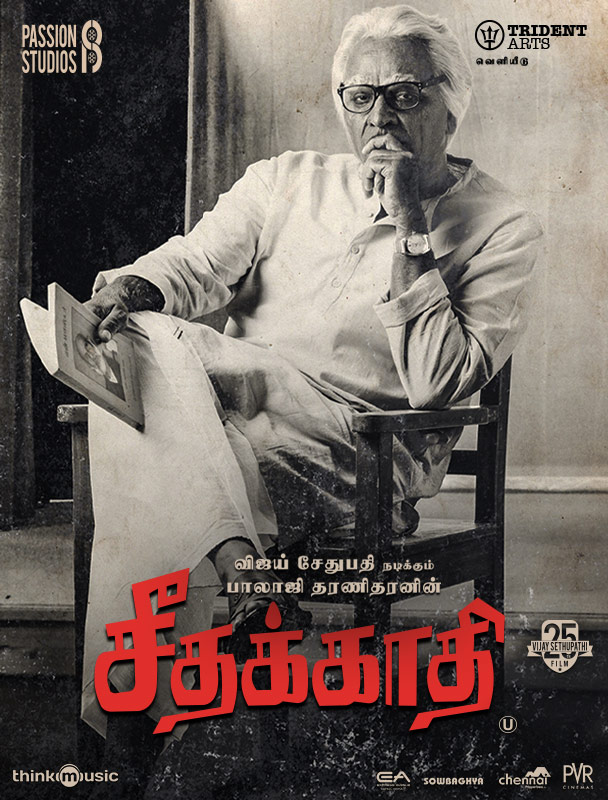 PASSION
STUDIOS
TRIDENT
ARTS
வெளியீடு
விஜய் சேதுபதி நடிக்கும்
பாலாஜி தரணிதரனின்
சீதக்காதி
25
VIJAY SETHUPATHI
FILM
U
think music
SOWBAGHYA
chennai
PVR
CINEMAS